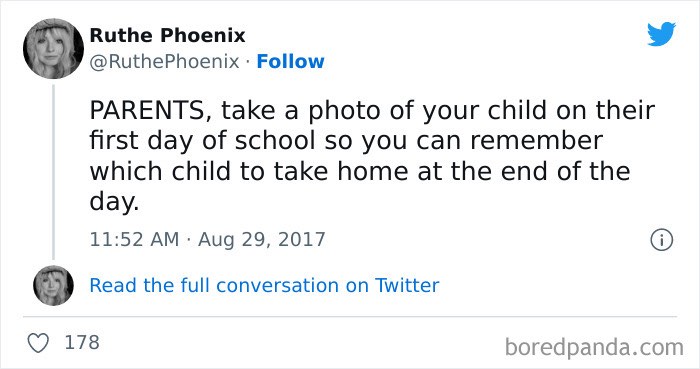 Ruthe Phoenix
@RuthePhoenix · Follow
PARENTS, take a photo of your child on their
first day of school so you can remember
which child to take home at the end of the
day.
11:52 AM · Aug 29, 2017
Read the full conversation on Twitter
178
boredpanda.com